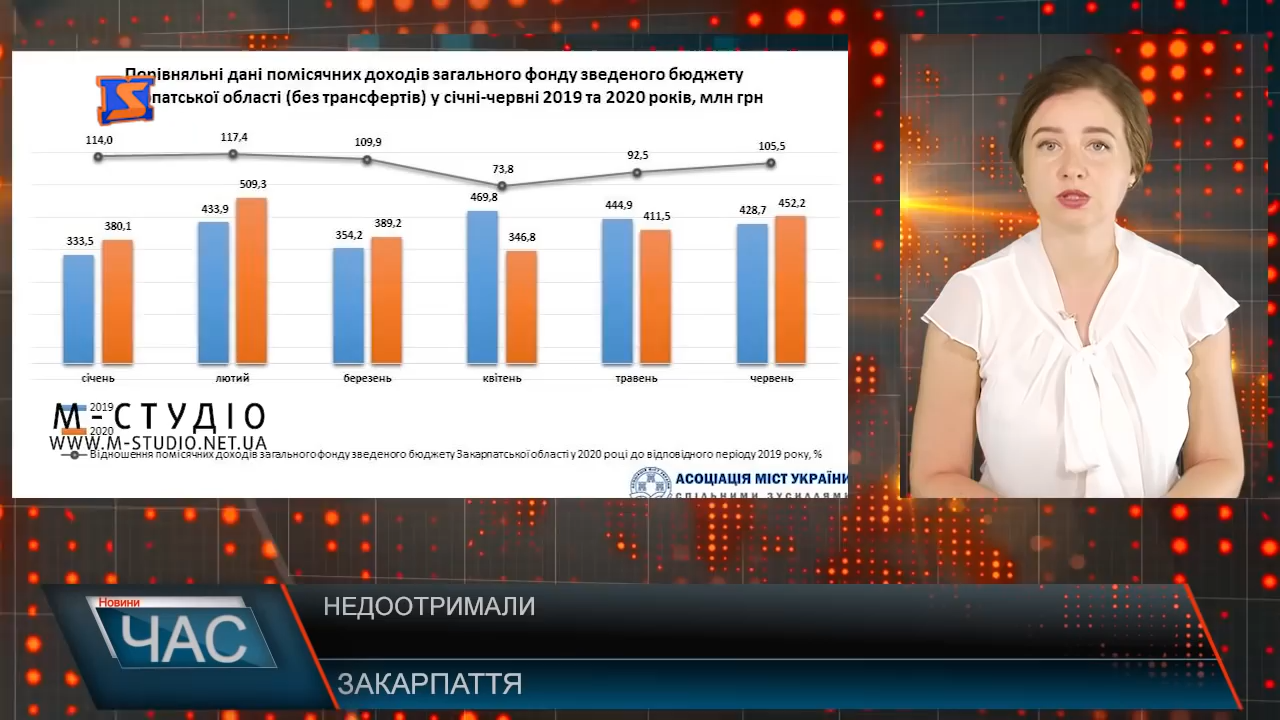 Порівняльні дані помісячних доходів загального фонду зведеного бюджету
патської області (без трансфертів) у січні-червні 2019 та 2020 років, млн грн
114,0
117,4
109,9
73,8
92,5
105,5
333,5
380,1
433,9
509,3
354,2
389,2
469,8
346,8
444,9
411,5
428,7
452,2
січень
лютий
березень
квітень
травень
червень
2019
М-СТУДІО
2020
WWW.M-STUDIO.NET.UA
Відношення помісячних доходів загального фонду зведеного бюджету Закарпатської області у 2020 році до відповідного періоду 2019 року, %
АСОЦІАЦІЯ МІСТ УКРАЇНИ
СПІЛЬНИМИ ЗУСИЛЛЯМИ
Новини
ЧАС
НЕДООТРИМАЛИ
ЗАКАРПАТТЯ